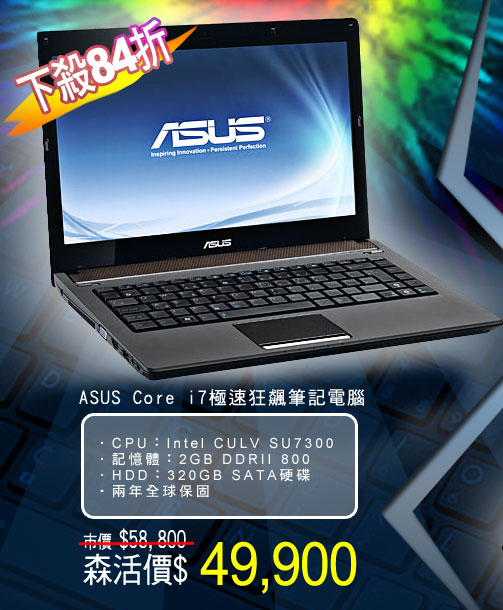 下殺84折
ASUS®
Inspiring Innovation • Persistent Perfection
ASUS
ASUS Core i7極速狂飆筆記電腦
·CPU：Intel CULV SU7300
·記憶體：2GB DDRII 800
·HDD：320GB SATA硬碟
·兩年全球保固
市價 $58,800
森活價$ 49,900